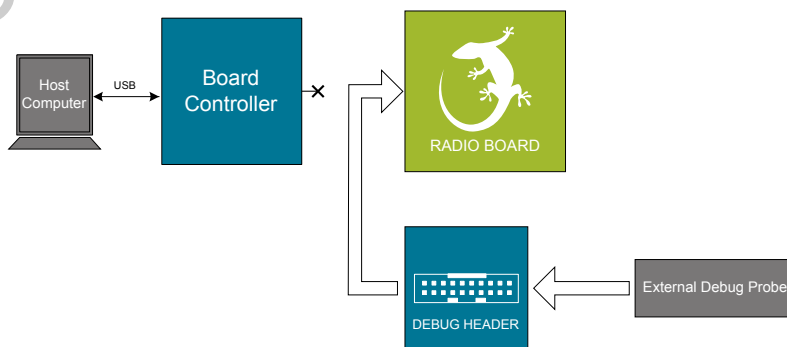 Host
Computer
USB
Board
Controller
RADIO BOARD
DEBUG HEADER
External Debug Probe